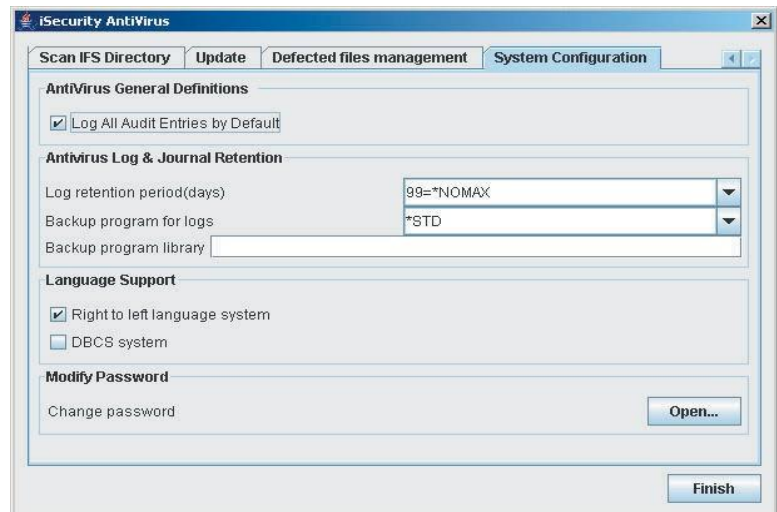 iSecurity AntiVirus
Scan IFS Directory Update Defected files management System Configuration
AntiVirus General Definitions
Log All Audit Entries by Default
Antivirus Log & Journal Retention
Log retention period(days) 99=*NOMAX
Backup program for logs *STD
Backup program library
Language Support
Right to left language system
DBCS system
Modify Password
Change password Open...
Finish